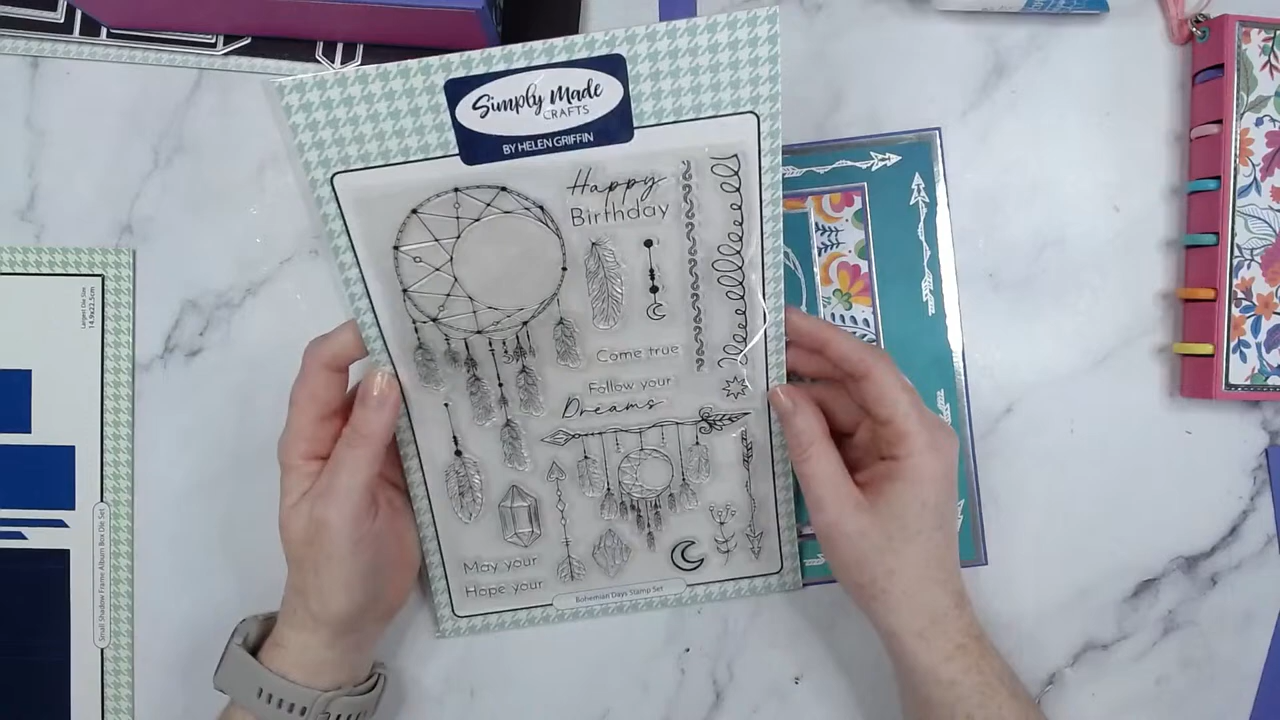 Simply Made
CRAFTS
BY HELEN GRIFFIN
Happy
Birthday
Come true
Follow your
Dreams
May your
Hope your
Bohemian Days Stamp Set
Largest Die Size
14.9x22.5cm
Small Shadow Frame Album Box Die Set